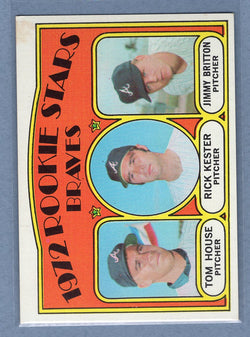 1972 ROOKIE STARS
BRAVES
JIMMY BRITTON
PITCHER
RICK KESTER
PITCHER
TOM HOUSE
PITCHER